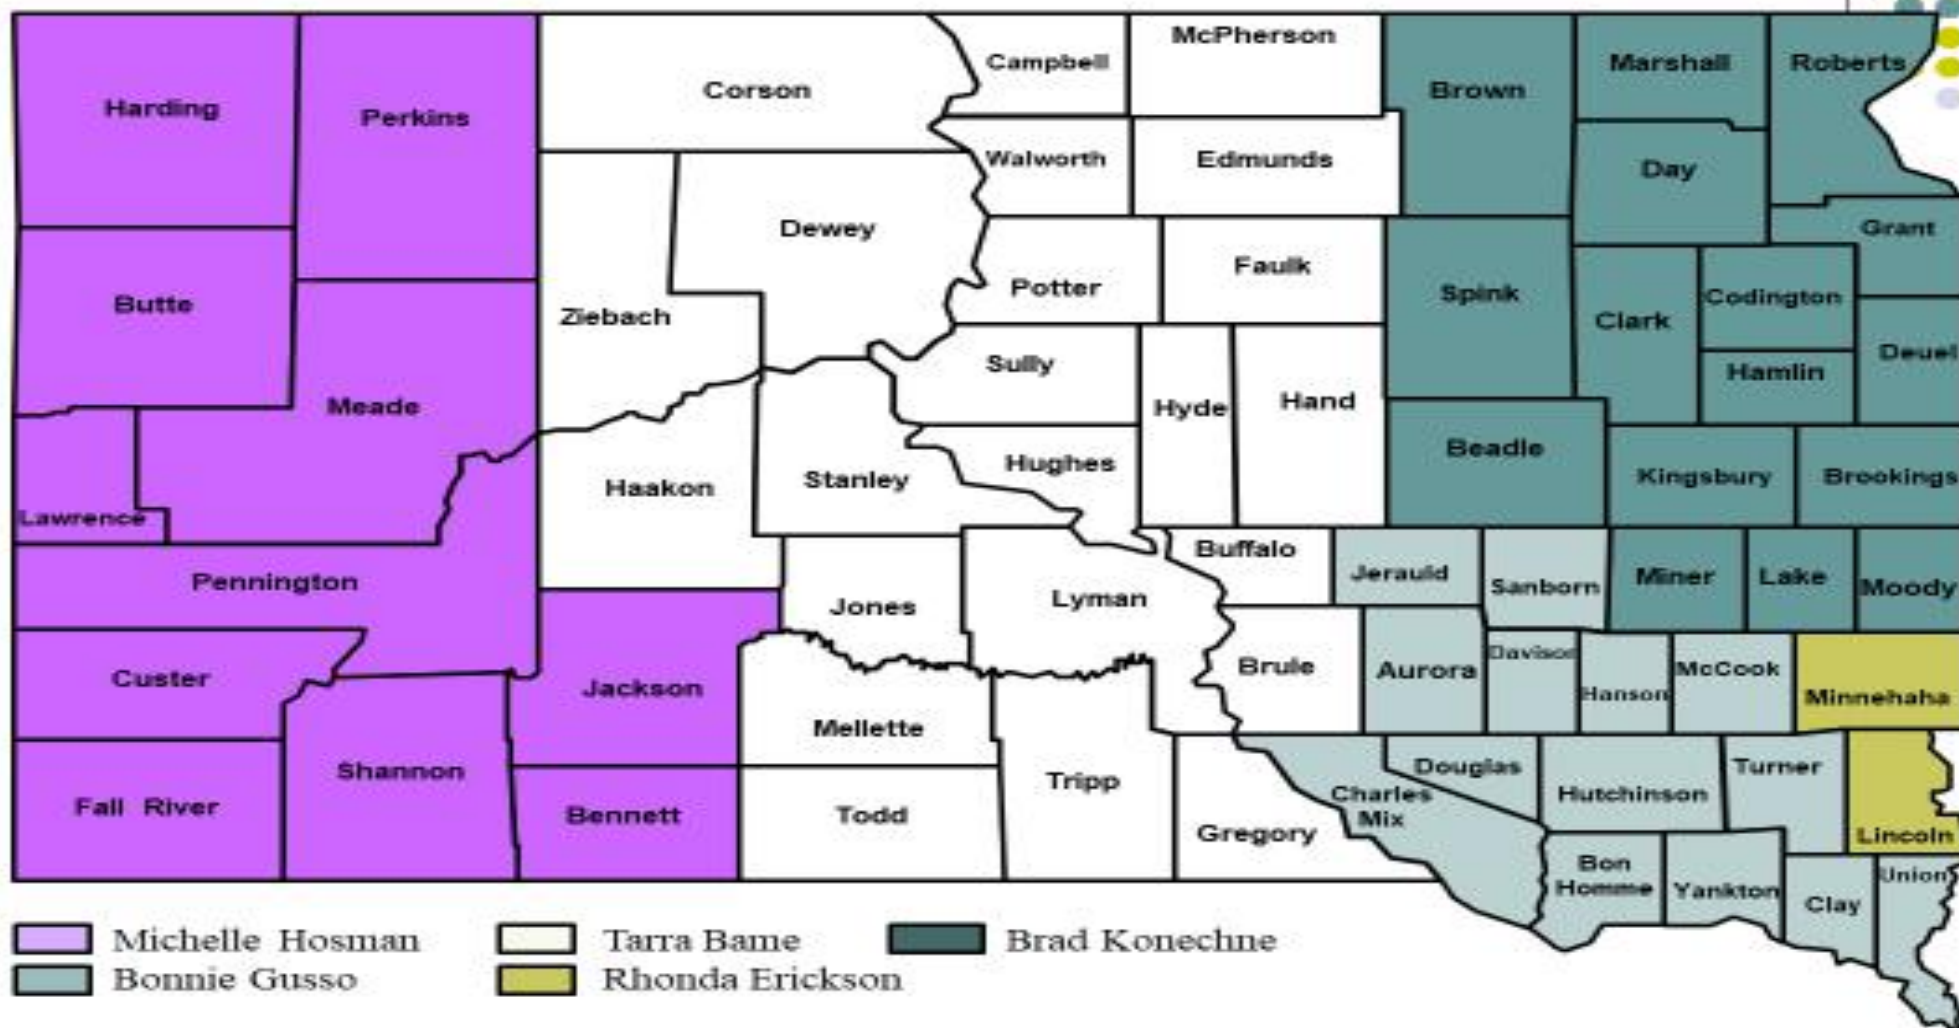 McPherson
Campbell
Marshall
Roberts
Harding
Perkins
Corson
Brown
Walworth
Edmunds
Day
Dewey
Grant
Butte
Ziebach
Potter
Faulk
Spink
Clark
Codington
Deuel
Hamlin
Meade
Sully
Hyde
Hand
Beadle
Haakon
Stanley
Hughes
Kingsbury
Brookings
Lawrence
Pennington
Buffalo
Jerauld
Sanborn
Miner
Lake
Moody
Jones
Lyman
Custer
Jackson
Brule
Aurora
Davison
Hanson
McCook
Minnehaha
Mellette
Shannon
Fall River
Bennett
Todd
Tripp
Gregory
Charles
Mix
Douglas
Hutchinson
Turner
Lincoln
Bon
Homme
Yankton
Clay
Union
Michelle Hosman
Tarra Bame
Brad Konechne
Bonnie Gusso
Rhonda Erickson